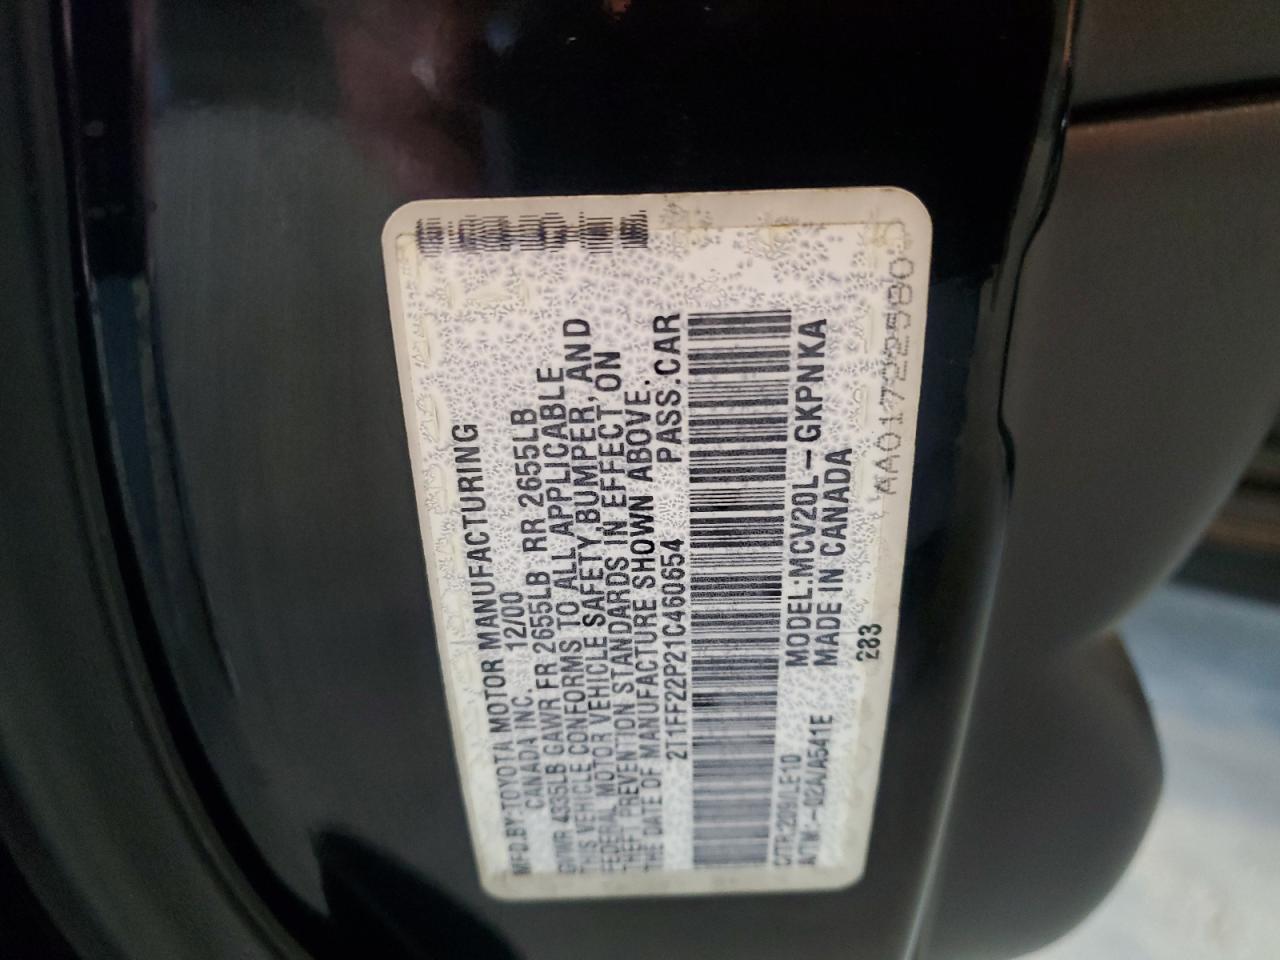 MFD.BY:TOYOTA MOTOR MANUFACTURING
CANADA INC. 12/00
GVWR 4335LB GAWR FR 2655LB RR 2655LB
THIS VEHICLE CONFORMS TO ALL APPLICABLE
FEDERAL MOTOR VEHICLE SAFETY,BUMPER, AND
THEFT PREVENTION STANDARDS IN EFFECT ON
THE DATE OF MANUFACTURE SHOWN ABOVE.
2T1FF22P21C460654 PASS.CAR
C/TR:209/LE10 MODEL:MCV20L-GKPNKA
A/TM:-02A/A541E MADE IN CANADA
283